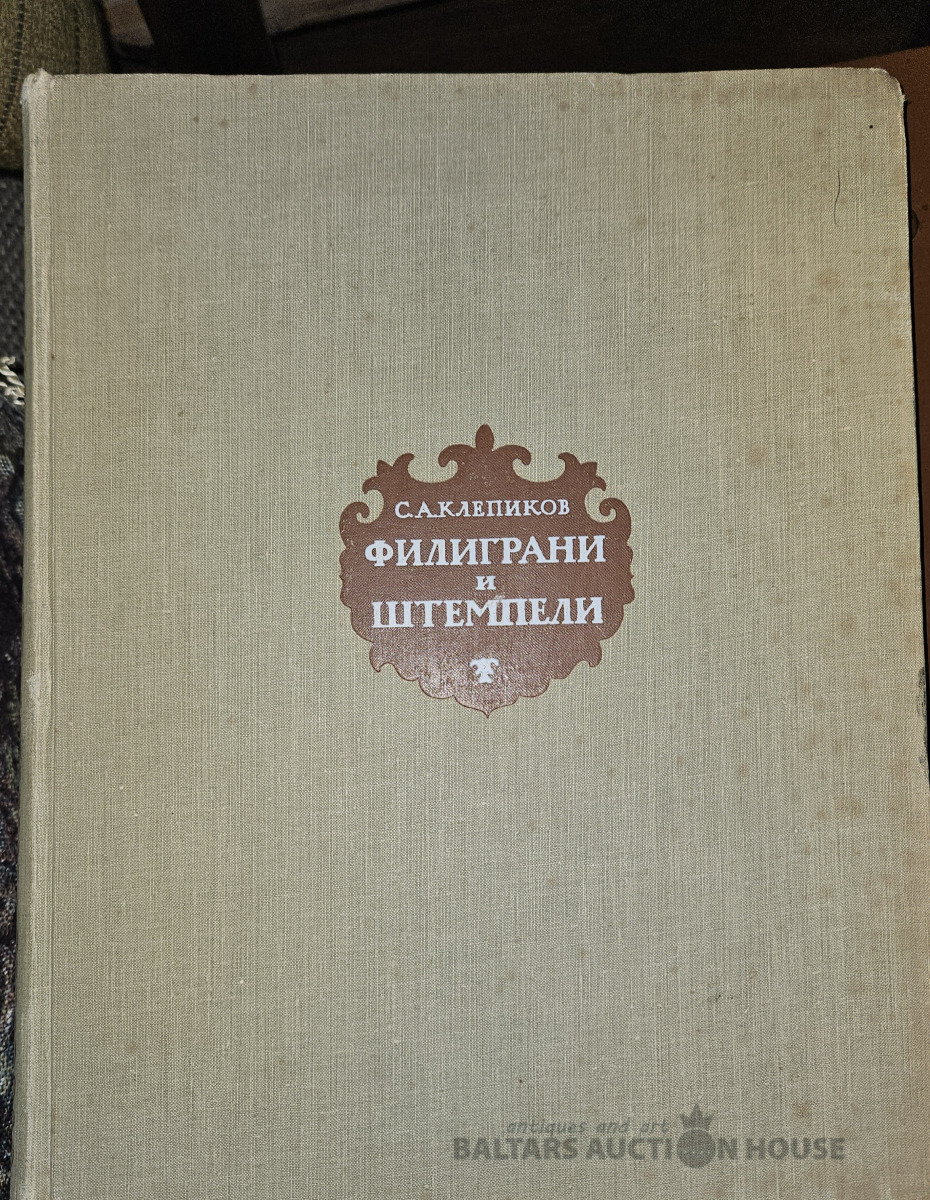 С.А.КЛЕПИКОВ
ФИЛИГРАНИ
И
ШТЕМПЕЛИ
antiques and art
BALTARS AUCTION HOUSE